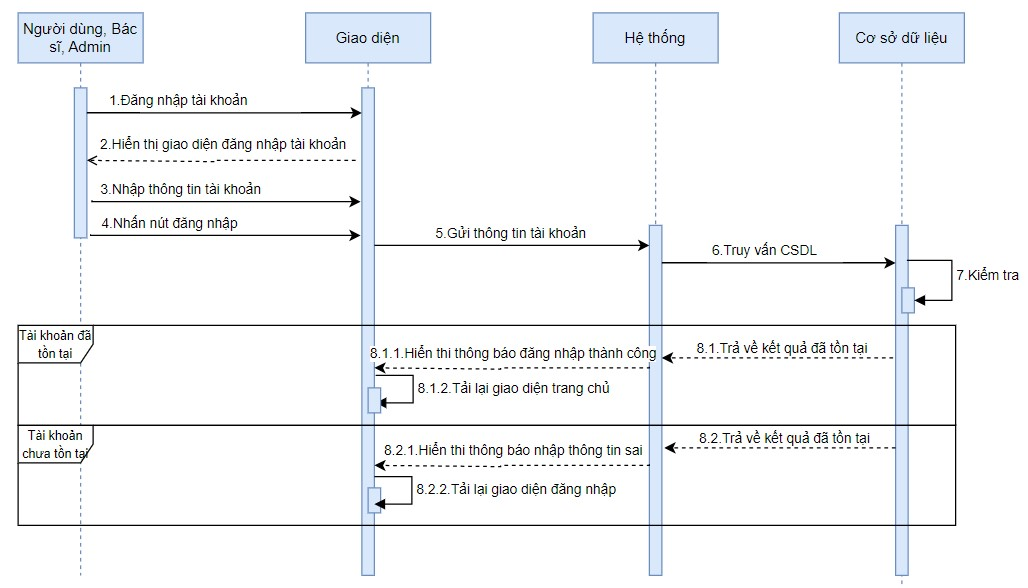 Người dùng, Bác
sĩ, Admin
Giao diện
Hệ thống
Cơ sở dữ liệu
1.Đăng nhập tài khoản
2.Hiển thị giao diện đăng nhập tài khoản
3.Nhập thông tin tài khoản
4.Nhấn nút đăng nhập
5.Gửi thông tin tài khoản
6.Truy vấn CSDL
7.Kiểm tra
Tài khoản đã
tồn tại
8.1.Trả về kết quả đã tồn tại
8.1.1.Hiển thi thông báo đăng nhập thành công
8.1.2.Tải lại giao diện trang chủ
Tài khoản
chưa tồn tại
8.2.Trả về kết quả đã tồn tại
8.2.1.Hiển thi thông báo nhập thông tin sai
8.2.2.Tải lại giao diện đăng nhập